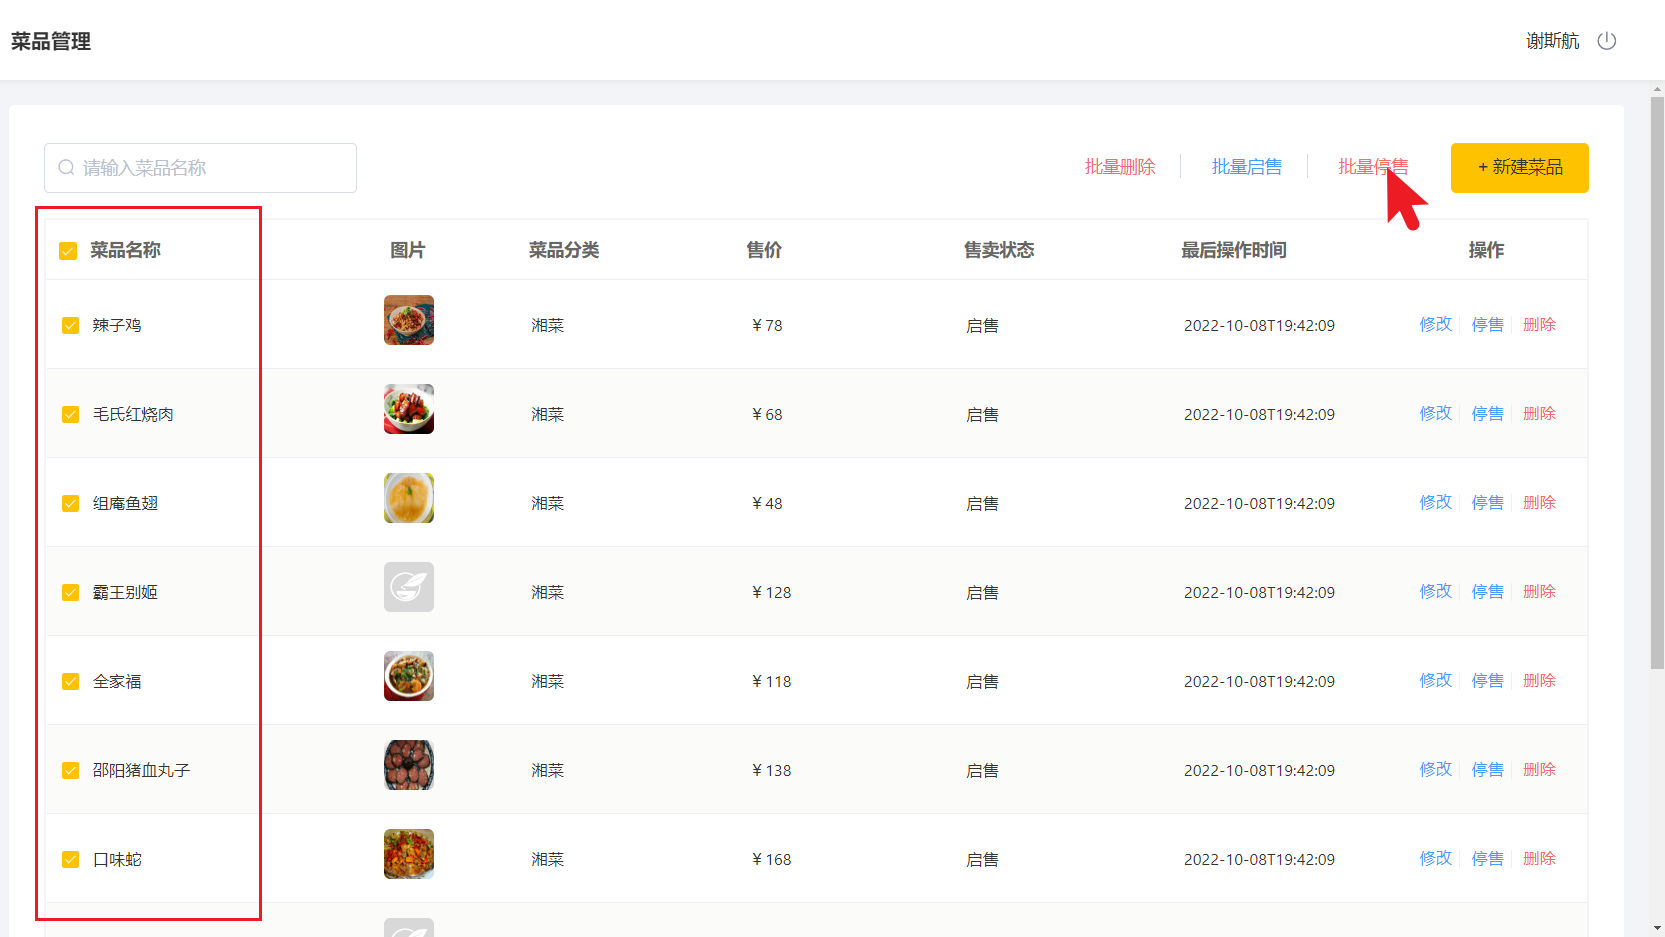 菜品管理
谢斯航
请输入菜品名称
批量删除 批量启售 批量停售 + 新建菜品
菜品名称 图片 菜品分类 售价 售卖状态 最后操作时间 操作
辣子鸡 湘菜 ¥ 78 启售 2022-10-08T19:42:09 修改 停售 删除
毛氏红烧肉 湘菜 ¥ 68 启售 2022-10-08T19:42:09 修改 停售 删除
组庵鱼翅 湘菜 ¥ 48 启售 2022-10-08T19:42:09 修改 停售 删除
霸王别姬 湘菜 ¥ 128 启售 2022-10-08T19:42:09 修改 停售 删除
全家福 湘菜 ¥ 118 启售 2022-10-08T19:42:09 修改 停售 删除
邵阳猪血丸子 湘菜 ¥ 138 启售 2022-10-08T19:42:09 修改 停售 删除
口味蛇 湘菜 ¥ 168 启售 2022-10-08T19:42:09 修改 停售 删除